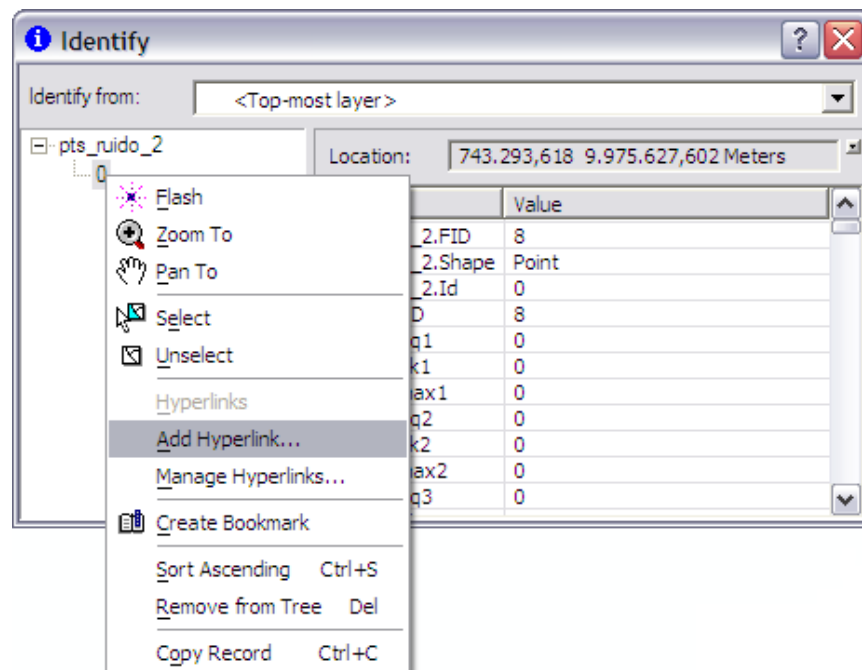 Identify
Identify from: <Top-most layer>
pts_ruido_2
0
Location: 743.293,618 9.975.627,602 Meters
Value
_2.FID 8
_2.Shape Point
_2.Id 0
D 8
q1 0
k1 0
ax1 0
q2 0
k2 0
ax2 0
q3 0
Flash
Zoom To
Pan To
Select
Unselect
Hyperlinks
Add Hyperlink...
Manage Hyperlinks...
Create Bookmark
Sort Ascending Ctrl+S
Remove from Tree Del
Copy Record Ctrl+C